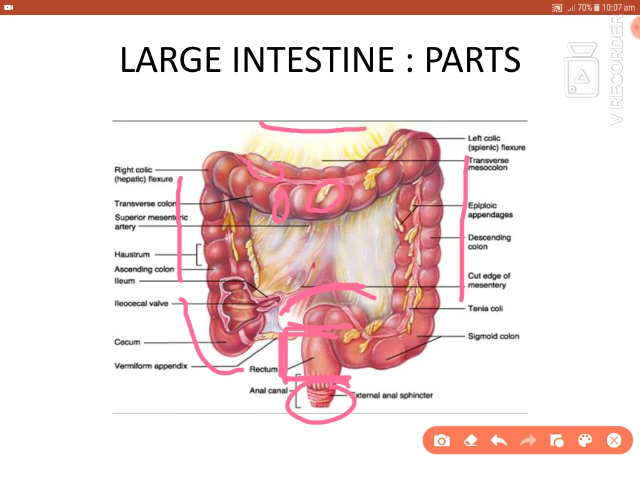 70% 10:07 am
LARGE INTESTINE : PARTS
V RECORDER
Left colic
(splenic) flexure
Transverse
mesocolon
Right colic
(hepatic) flexure
Transverse colon
Superior mesenteric
artery
Epiploic
appendages
Descending
colon
Haustrum
Ascending colon
Ileum
Cut edge of
mesentery
Ileocecal valve
Tenia coli
Sigmoid colon
Cecum
Vermiform appendix
Rectum
Anal canal
External anal sphincter